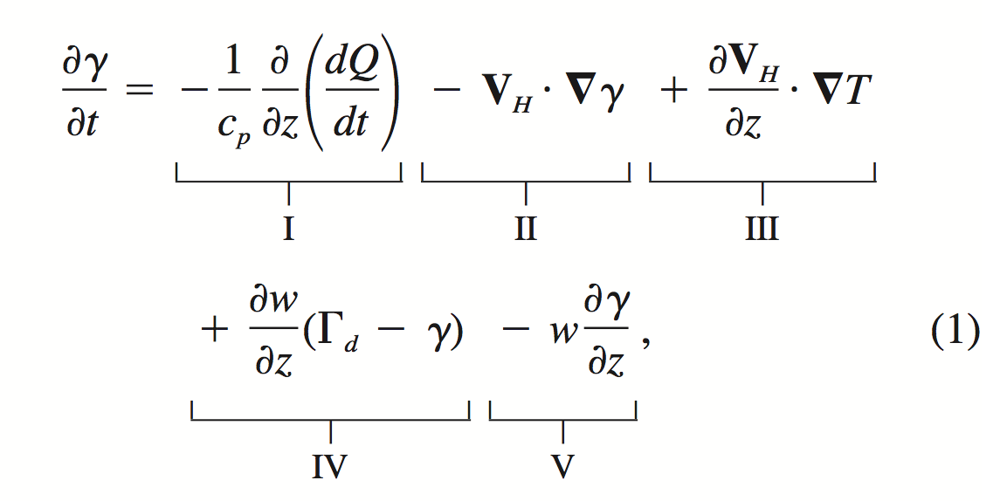 ∂γ/∂t = −(1/c_p) ∂/∂z (dQ/dt) − 𝐕_H · 𝛁γ + ∂𝐕_H/∂z · 𝛁T
I II III
+ ∂w/∂z (Γ_d − γ) − w ∂γ/∂z , (1)
IV V